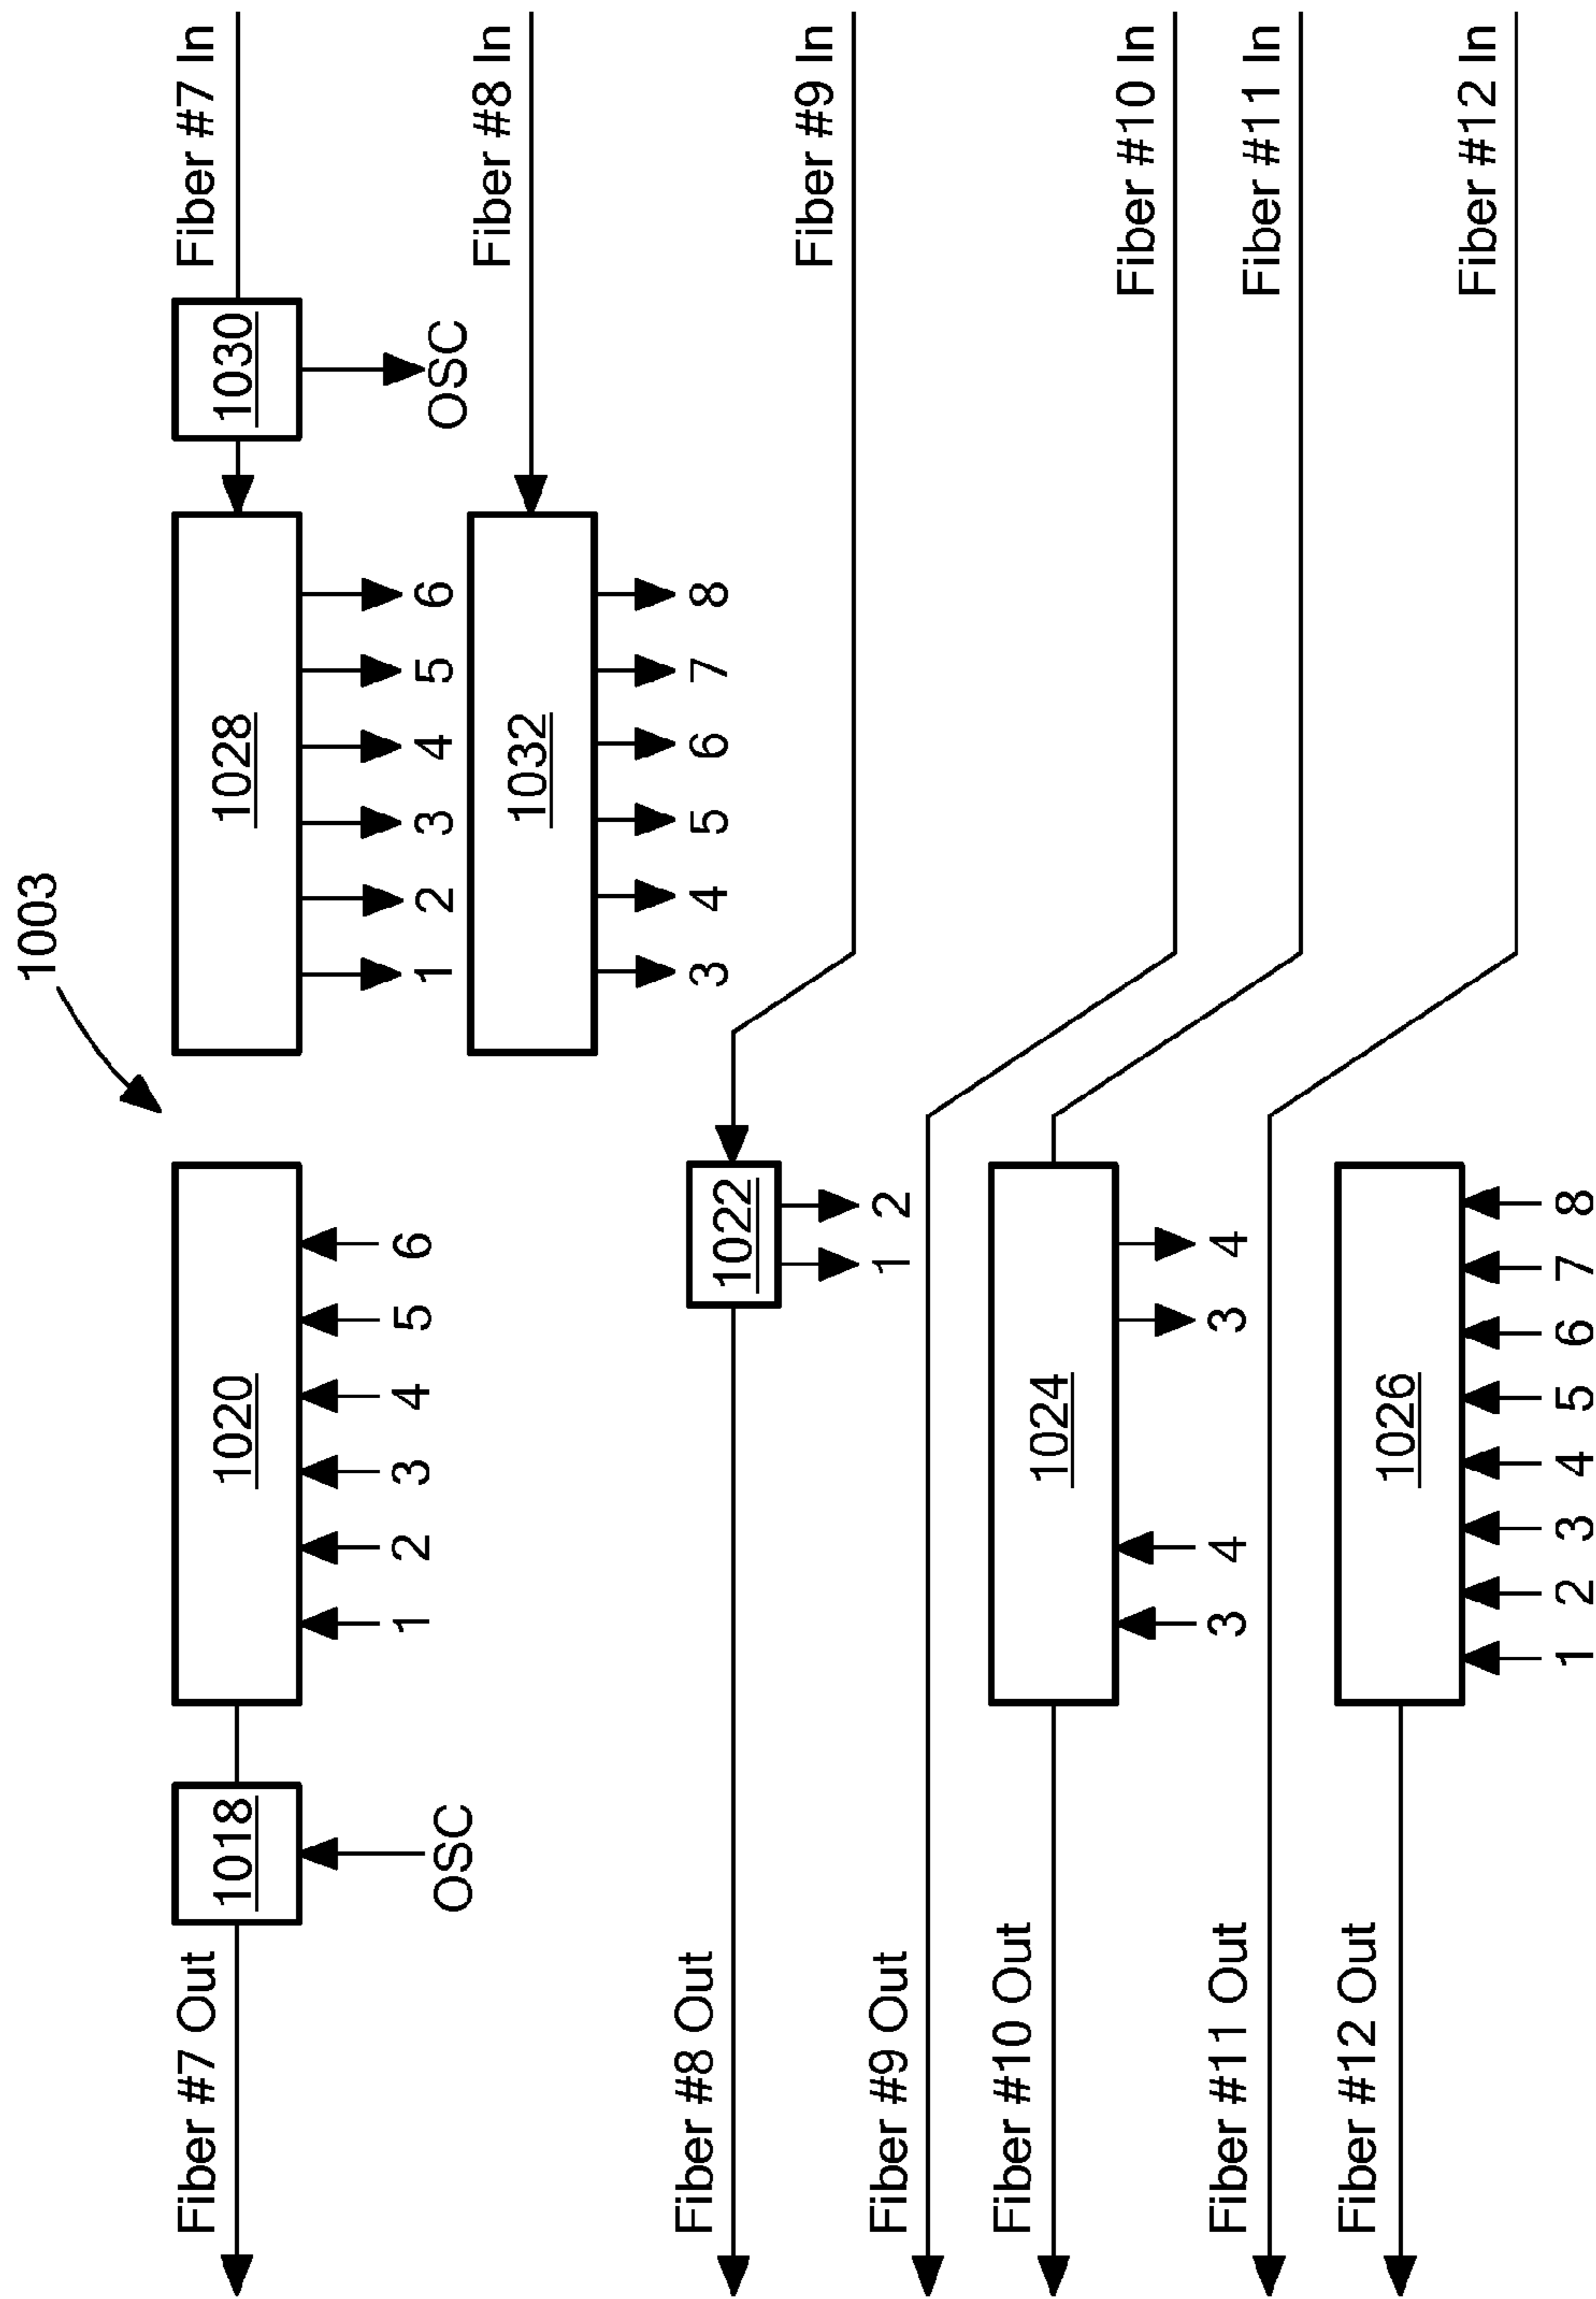 1003
Fiber #7 Out
1018
OSC
1020
1 2 3 4 5 6
1028
1 2 3 4 5 6
1030
OSC
Fiber #7 In
1032
3 4 5 6 7 8
Fiber #8 In
Fiber #8 Out
1022
1 2
Fiber #9 In
Fiber #9 Out
Fiber #10 In
Fiber #10 Out
1024
3 4 3 4
Fiber #11 In
Fiber #11 Out
Fiber #12 In
Fiber #12 Out
1026
1 2 3 4 5 6 7 8